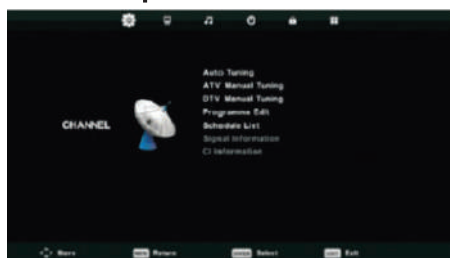 Auto Tuning
ATV Manual Tuning
DTV Manual Tuning
Programme Edit
CHANNEL
Schedule List
Signal Information
CI Information
Move
MENU Return
Select
Exit